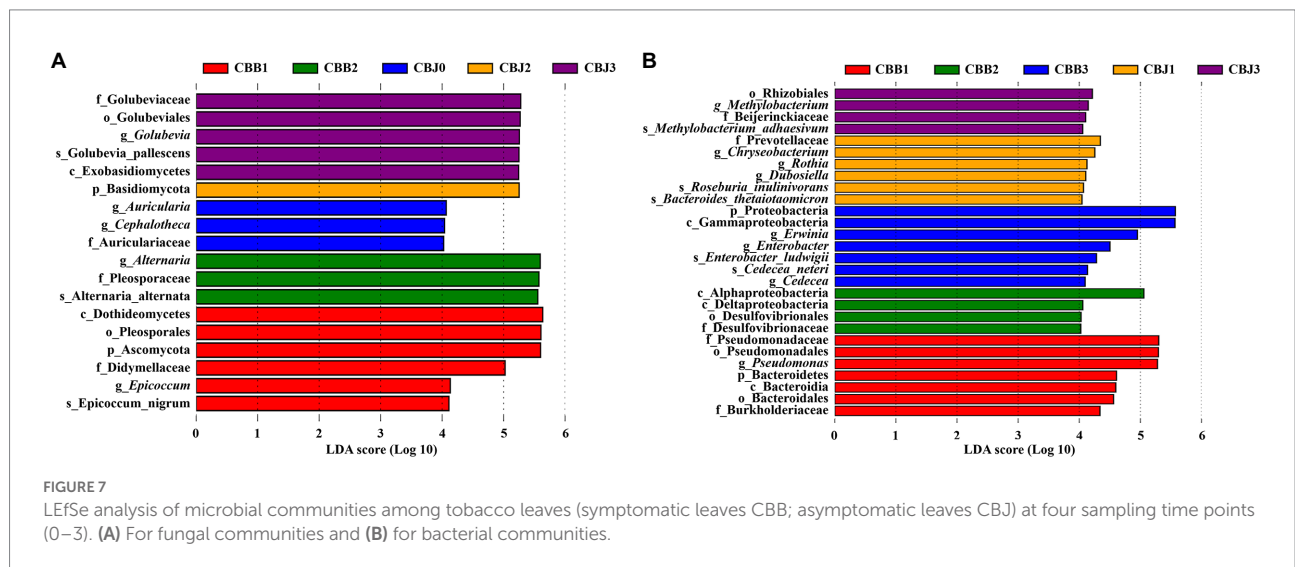 A
CBB1 CBB2 CBJ0 CBJ2 CBJ3
f_Golubeviaceae
o_Golubeviales
g_Golubevia
s_Golubevia_pallescens
c_Exobasidiomycetes
p_Basidiomycota
g_Auricularia
g_Cephalotheca
f_Auriculariaceae
g_Alternaria
f_Pleosporaceae
s_Alternaria_alternata
c_Dothideomycetes
o_Pleosporales
p_Ascomycota
f_Didymellaceae
g_Epicoccum
s_Epicoccum_nigrum
0 1 2 3 4 5 6
LDA score (Log 10)
B
CBB1 CBB2 CBB3 CBJ1 CBJ3
o_Rhizobiales
g_Methylobacterium
f_Beijerinckiaceae
s_Methylobacterium_adhaesivum
f_Prevotellaceae
g_Chryseobacterium
g_Rothia
g_Dubosiella
s_Roseburia_inulinivorans
s_Bacteroides_thetaiotaomicron
p_Proteobacteria
c_Gammaproteobacteria
g_Erwinia
g_Enterobacter
s_Enterobacter_ludwigii
s_Cedecea_neteri
g_Cedecea
c_Alphaproteobacteria
c_Deltaproteobacteria
o_Desulfovibrionales
f_Desulfovibrionaceae
f_Pseudomonadaceae
o_Pseudomonadales
g_Pseudomonas
p_Bacteroidetes
c_Bacteroidia
o_Bacteroidales
f_Burkholderiaceae
0 1 2 3 4 5 6
LDA score (Log 10)
FIGURE 7
LEfSe analysis of microbial communities among tobacco leaves (symptomatic leaves CBB; asymptomatic leaves CBJ) at four sampling time points
(0–3). (A) For fungal communities and (B) for bacterial communities.